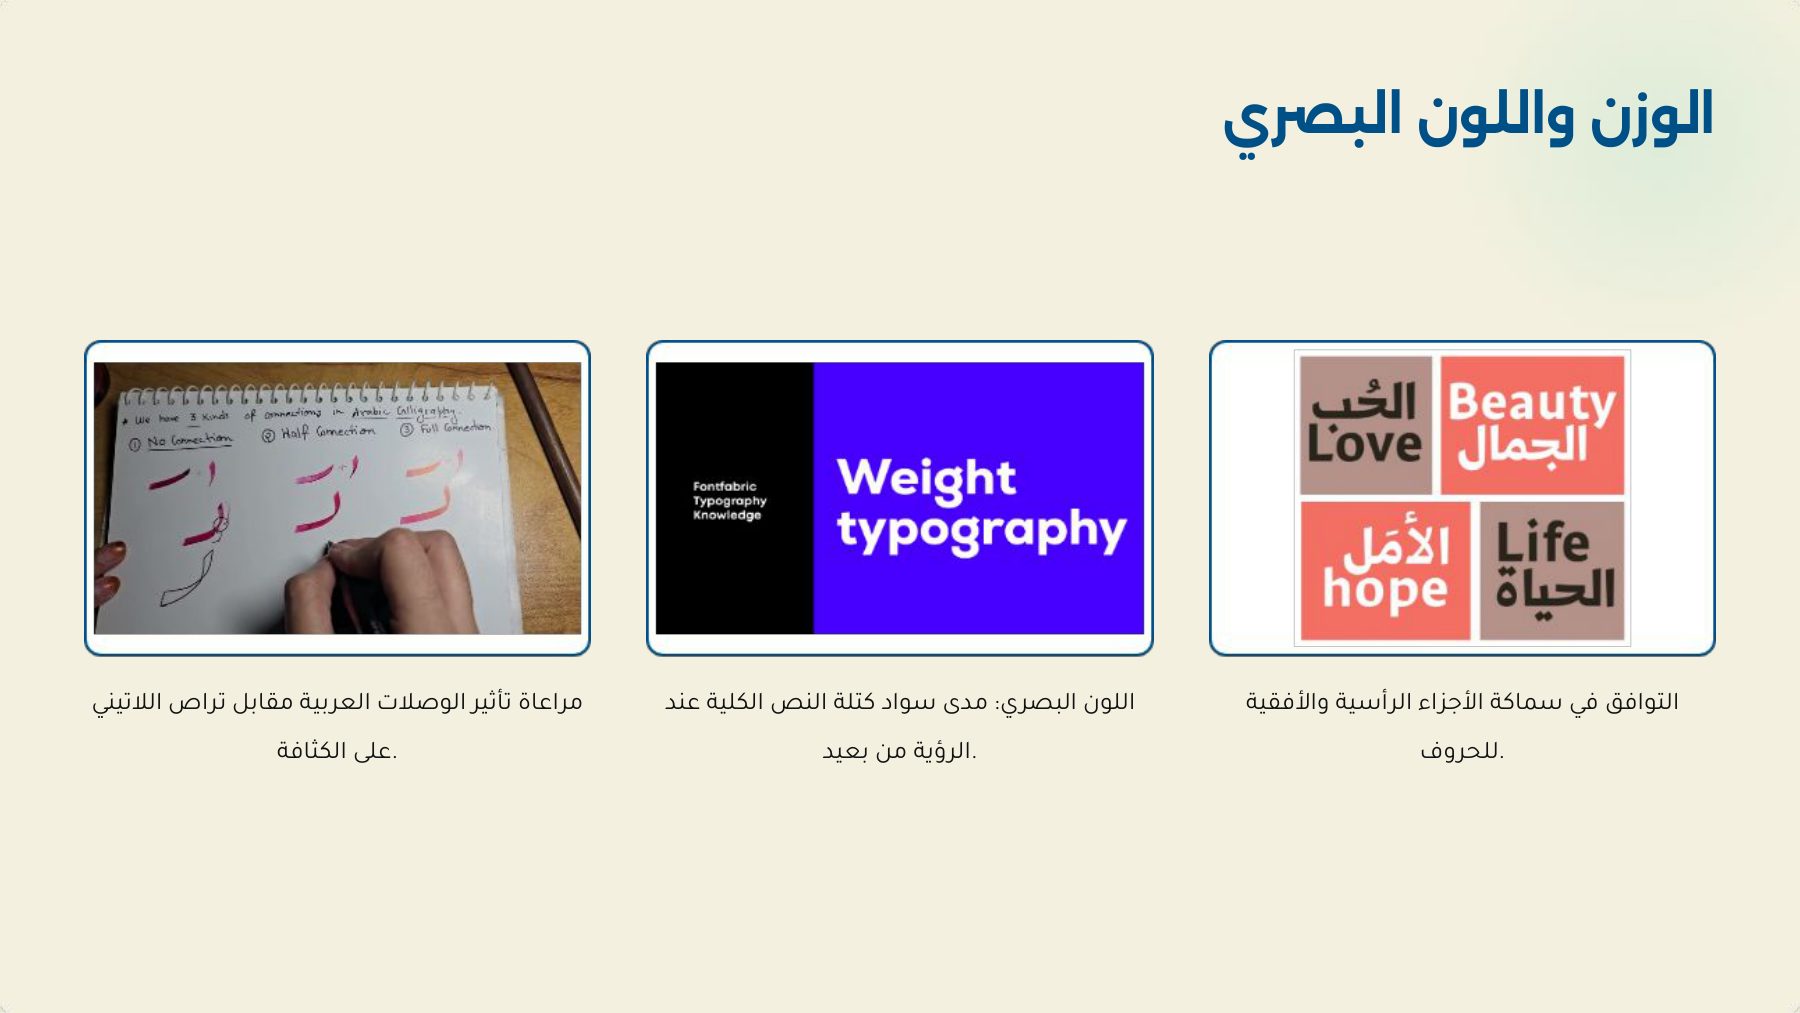 الوزن واللون البصري
الحُب
Love
Beauty
الجمال
الأمَل
hope
Life
الحياة
التوافق في سماكة الأجزاء الرأسية والأفقية
للحروف.
Fontfabric
Typography
Knowledge
Weight
typography
اللون البصري: مدى سواد كتلة النص الكلية عند
الرؤية من بعيد.
* We have 3 kinds of connections in Arabic Calligraphy.
① No Connection ② Half Connection ③ Full Connection
مراعاة تأثير الوصلات العربية مقابل تراص اللاتيني
على الكثافة.